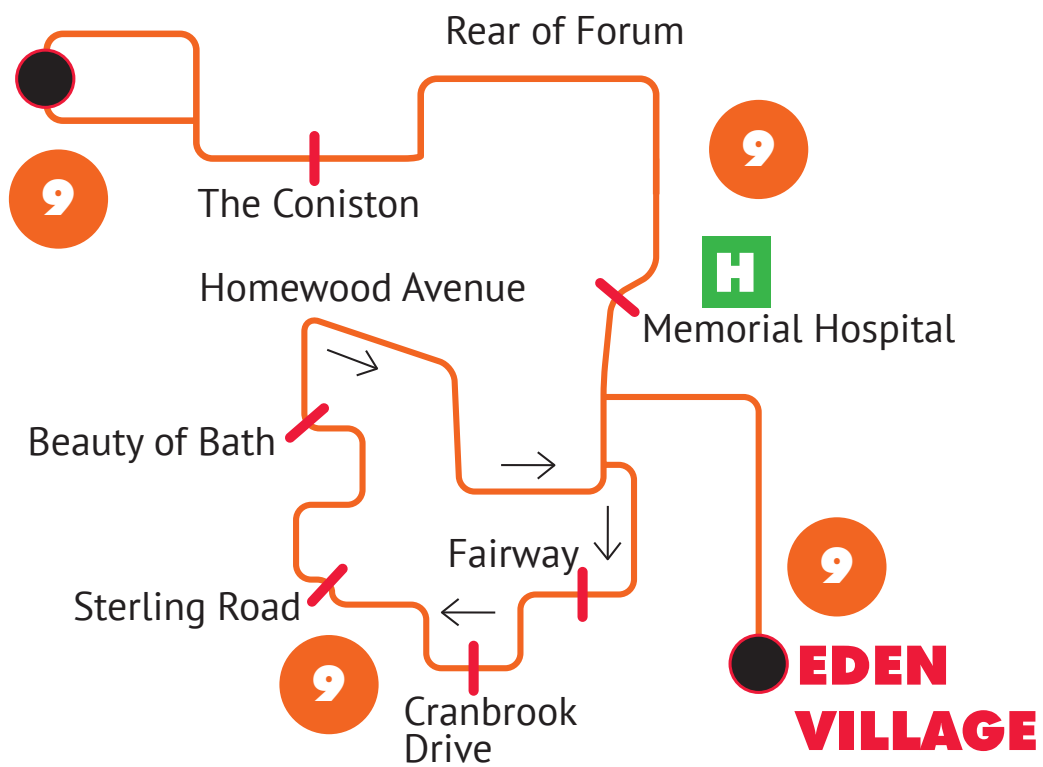 Rear of Forum
9
9
The Coniston
H
Homewood Avenue
Memorial Hospital
Beauty of Bath
Fairway
9
Sterling Road
9
EDEN
VILLAGE
Cranbrook
Drive